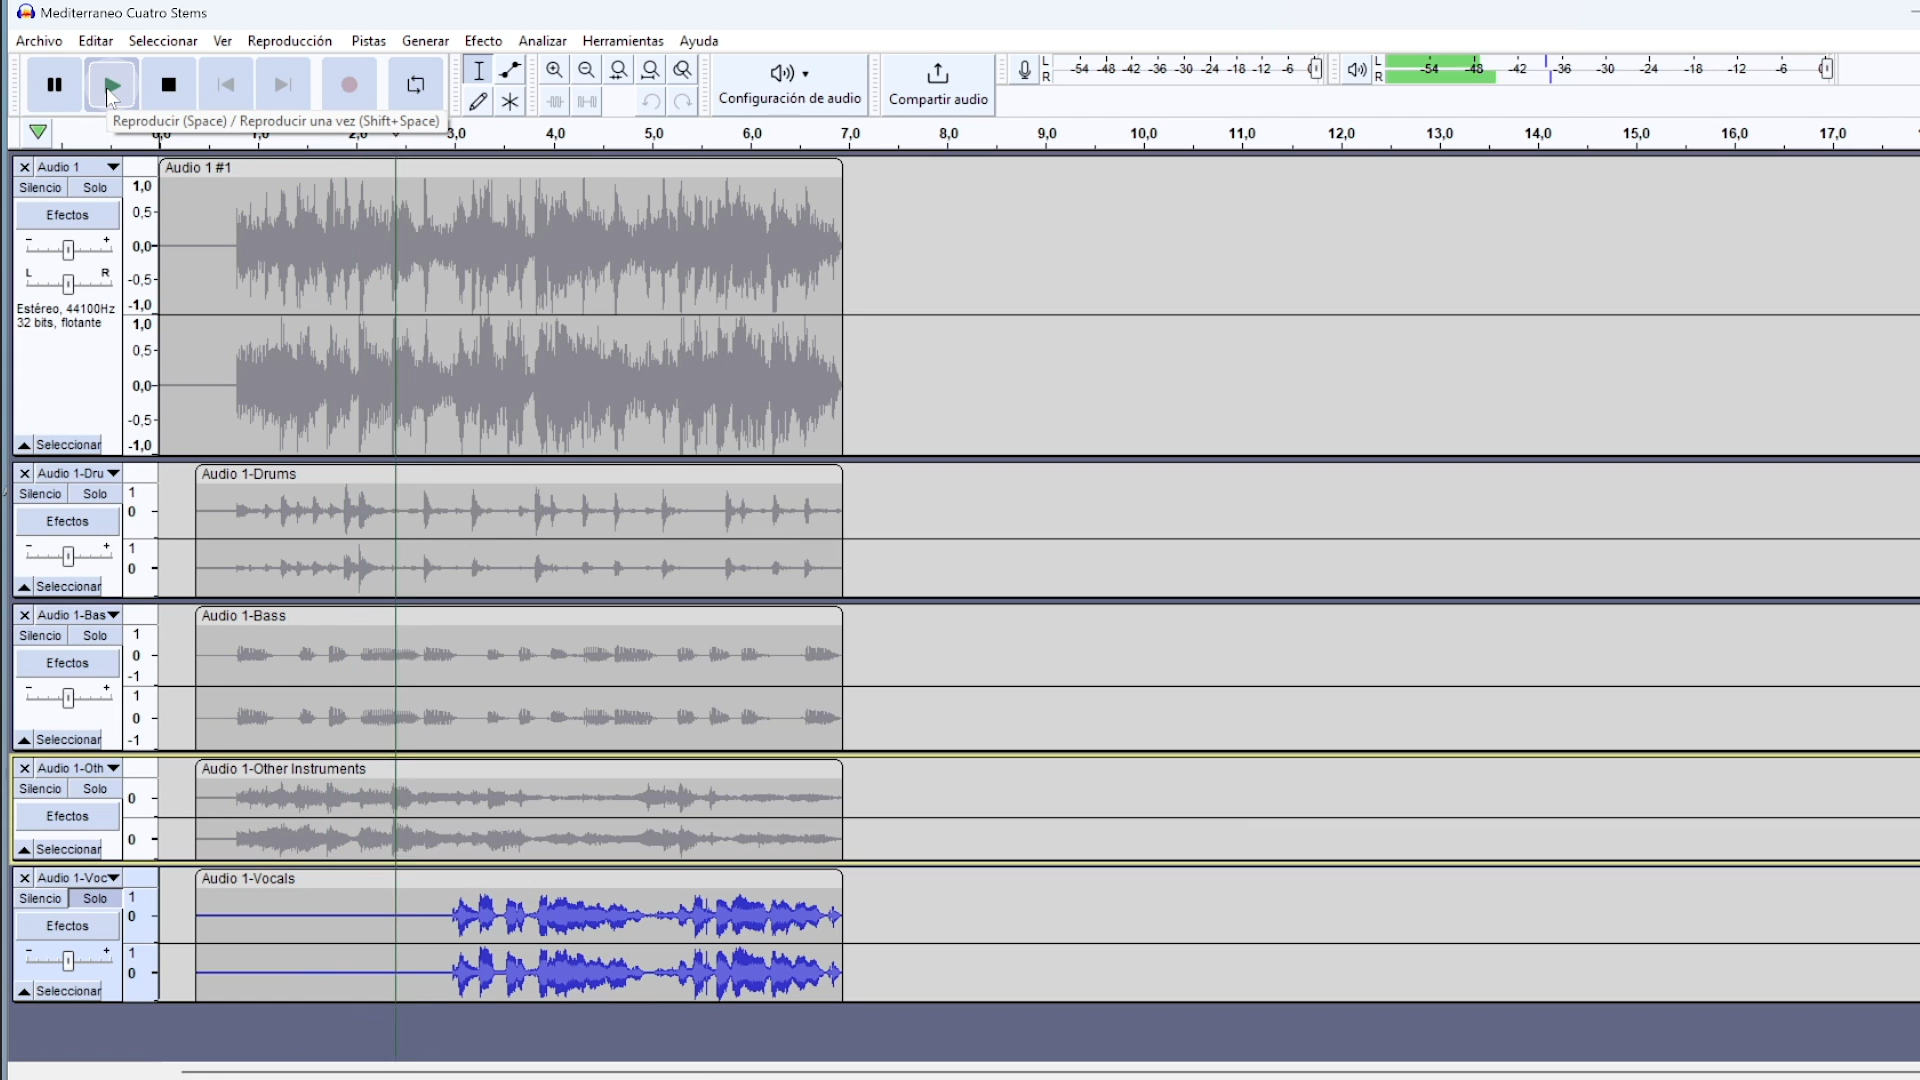 Mediterraneo Cuatro Stems
Archivo Editar Seleccionar Ver Reproducción Pistas Generar Efecto Analizar Herramientas Ayuda
Configuración de audio
Compartir audio
L
R
-54 -48 -42 -36 -30 -24 -18 -12 -6 0
L
R
-54 -48 -42 -36 -30 -24 -18 -12 -6 0
Reproducir (Space) / Reproducir una vez (Shift+Space)
0,0 1,0 2,0 3,0 4,0 5,0 6,0 7,0 8,0 9,0 10,0 11,0 12,0 13,0 14,0 15,0 16,0 17,0
Audio 1
Audio 1 #1
Silencio Solo
Efectos
- +
L R
Estéreo, 44100Hz
32 bits, flotante
Seleccionar
1,0
0,5
0,0
-0,5
-1,0
1,0
0,5
0,0
-0,5
-1,0
Audio 1-Dru
Audio 1-Drums
Silencio Solo
Efectos
- +
Seleccionar
1
0
1
0
Audio 1-Bas
Audio 1-Bass
Silencio Solo
Efectos
- +
Seleccionar
1
0
-1
1
0
-1
Audio 1-Oth
Audio 1-Other Instruments
Silencio Solo
Efectos
Seleccionar
0
0
Audio 1-Voc
Audio 1-Vocals
Silencio Solo
Efectos
- +
Seleccionar
1
0
1
0